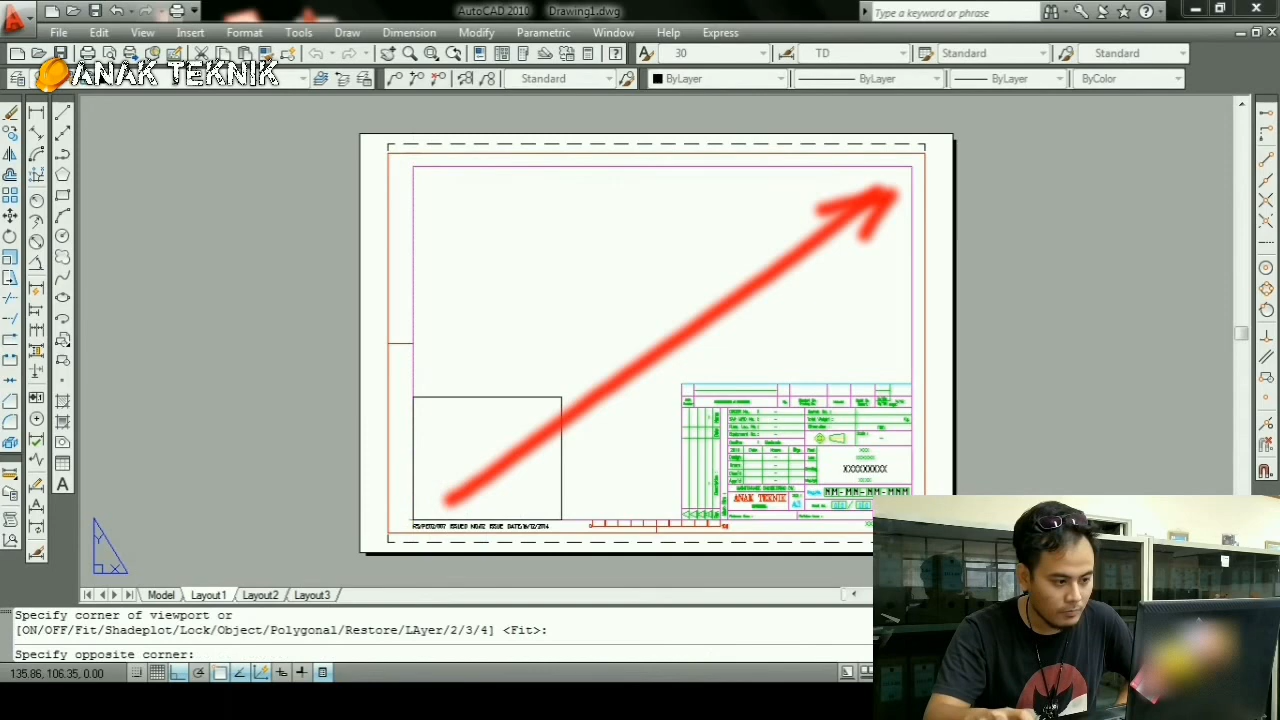 AutoCAD 2010 Drawing1.dwg
Type a keyword or phrase
File Edit View Insert Format Tools Draw Dimension Modify Parametric Window Help Express
30 TD Standard Standard
ANAK TEKNIK
Standard ByLayer ByLayer ByLayer ByColor
ANAK TEKNIK
XXXXXXXXX
Model Layout1 Layout2 Layout3
Specify corner of viewport or
[ON/OFF/Fit/Shadeplot/Lock/Object/Polygonal/Restore/LAyer/2/3/4] <Fit>:
Specify opposite corner:
135.86, 106.35, 0.00